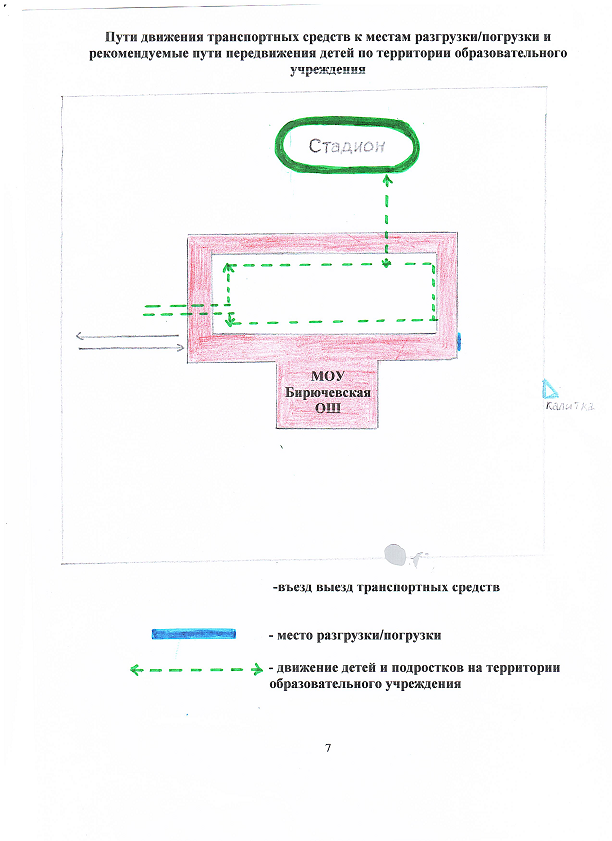 Пути движения транспортных средств к местам разгрузки/погрузки и
рекомендуемые пути передвижения детей по территории образовательного
учреждения
Стадион
МОУ
Бирючевская
ОШ
калитка
-въезд выезд транспортных средств
- место разгрузки/погрузки
- движение детей и подростков на территории
образовательного учреждения
7